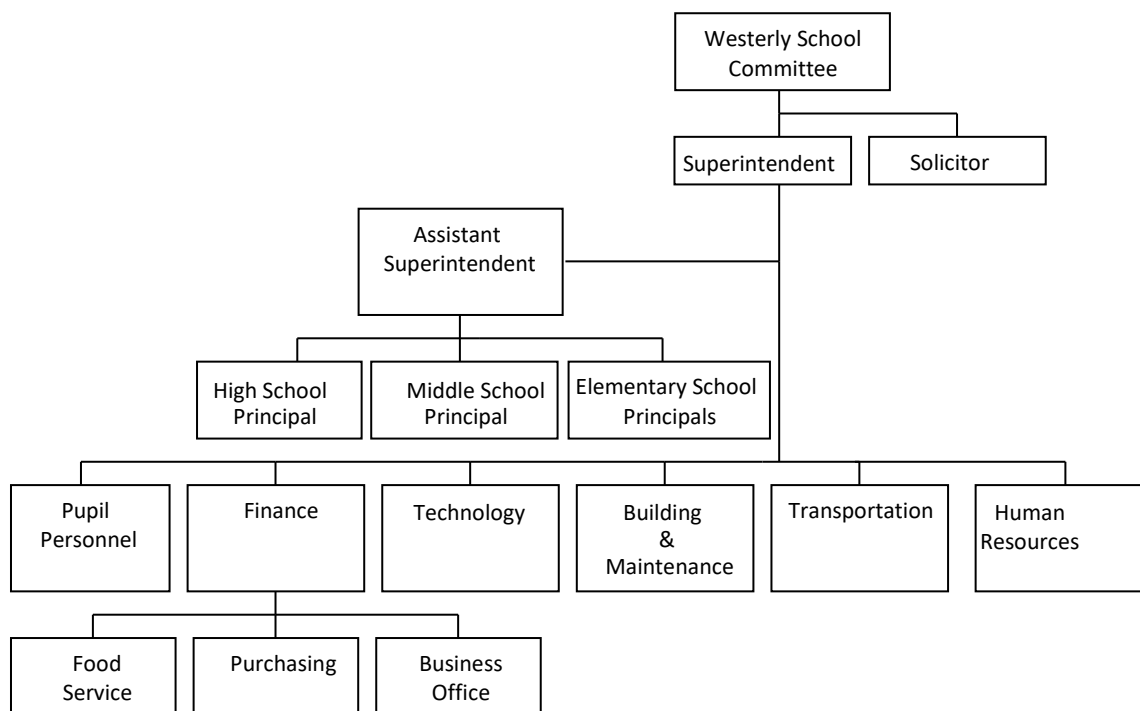 Westerly School
Committee
Superintendent
Solicitor
Assistant
Superintendent
High School
Principal
Middle School
Principal
Elementary School
Principals
Pupil
Personnel
Finance
Technology
Building
&
Maintenance
Transportation
Human
Resources
Food
Service
Purchasing
Business
Office